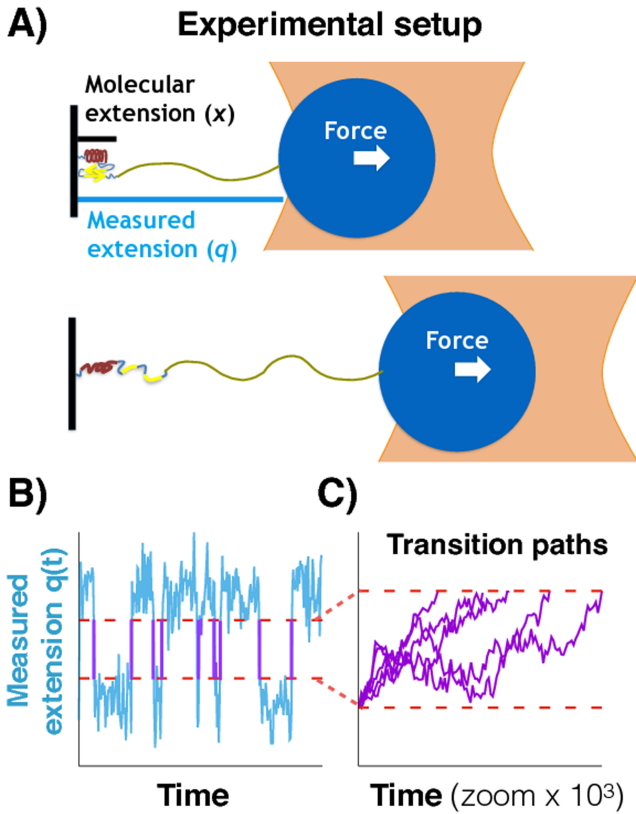 A)
Experimental setup
Molecular
extension (x)
Force
Measured
extension (q)
Force
B)
C)
Measured
extension q(t)
Transition paths
Time
Time (zoom x 10³)